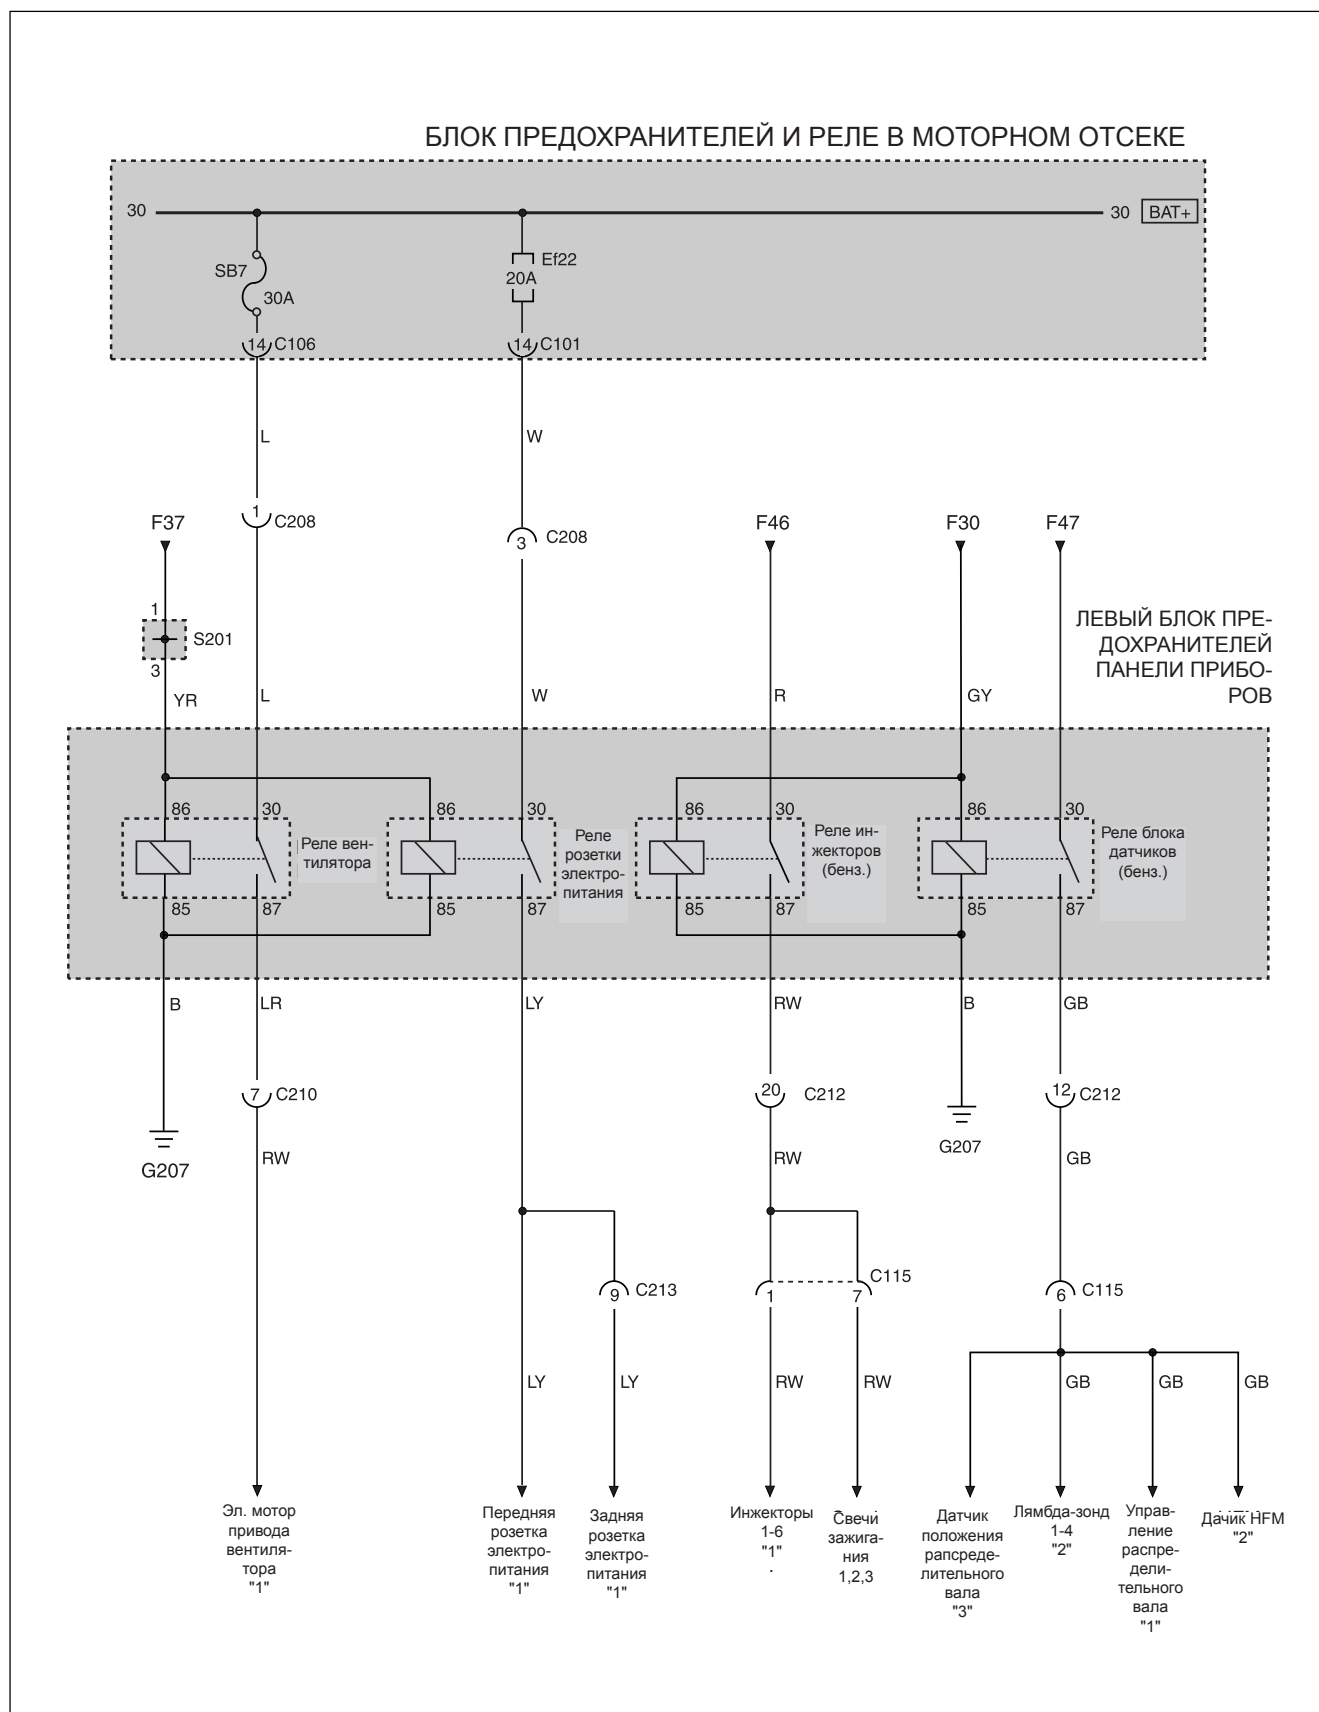 БЛОК ПРЕДОХРАНИТЕЛЕЙ И РЕЛЕ В МОТОРНОМ ОТСЕКЕ
30
30
BAT+
SB7
30A
Ef22
20A
14 C106
14 C101
L
W
F37
1 C208
3 C208
F46
F30
F47
1
S201
3
ЛЕВЫЙ БЛОК ПРЕ-
ДОХРАНИТЕЛЕЙ
ПАНЕЛИ ПРИБО-
РОВ
YR
L
W
R
GY
86
30
86
30
86
30
86
30
Реле вен-
тилятора
Реле
розетки
электро-
питания
Реле ин-
жекторов
(бенз.)
Реле блока
датчиков
(бенз.)
85
87
85
87
85
87
85
87
B
LR
LY
RW
B
GB
7 C210
20 C212
12 C212
G207
G207
RW
RW
GB
9 C213
1
7
C115
6 C115
LY
LY
RW
RW
GB
GB
GB
Эл. мотор
привода
вентиля-
тора
"1"
Передняя
розетка
электро-
питания
"1"
Задняя
розетка
электро-
питания
"1"
Инжекторы
1-6
"1"
.
Свечи
зажига-
ния
1,2,3
Датчик
положения
рапсреде-
лительного
вала
"3"
Лямбда-зонд
1-4
"2"
Управ-
ление
распре-
дели-
тельного
вала
"1"
Дачик HFM
"2"